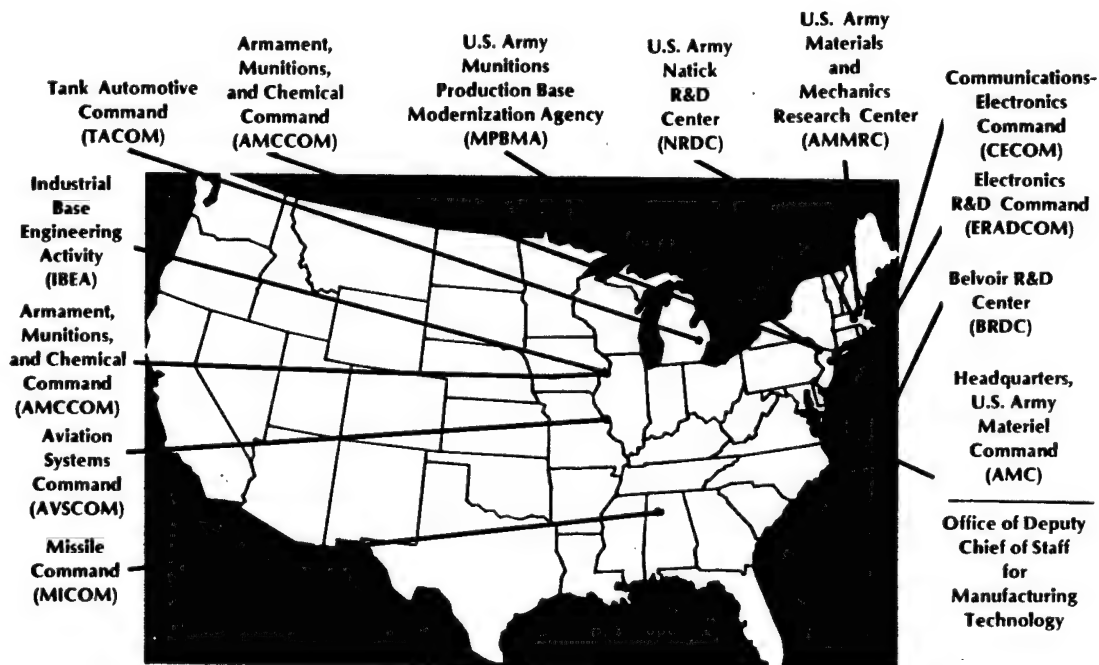 Tank Automotive
Command
(TACOM)
Armament,
Munitions,
and Chemical
Command
(AMCCOM)
U.S. Army
Munitions
Production Base
Modernization Agency
(MPBMA)
U.S. Army
Natick
R&D
Center
(NRDC)
U.S. Army
Materials
and
Mechanics
Research Center
(AMMRC)
Communications-
Electronics
Command
(CECOM)
Electronics
R&D Command
(ERADCOM)
Belvoir R&D
Center
(BRDC)
Headquarters,
U.S. Army
Materiel
Command
(AMC)
Office of Deputy
Chief of Staff
for
Manufacturing
Technology
Industrial
Base
Engineering
Activity
(IBEA)
Armament,
Munitions,
and Chemical
Command
(AMCCOM)
Aviation
Systems
Command
(AVSCOM)
Missile
Command
(MICOM)